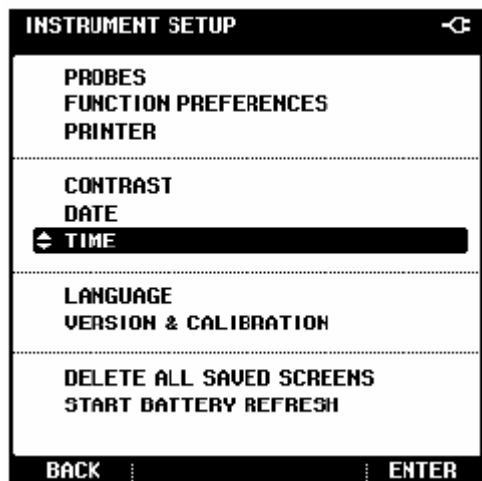 INSTRUMENT SETUP
PROBES
FUNCTION PREFERENCES
PRINTER
CONTRAST
DATE
TIME
LANGUAGE
VERSION & CALIBRATION
DELETE ALL SAVED SCREENS
START BATTERY REFRESH
BACK ENTER